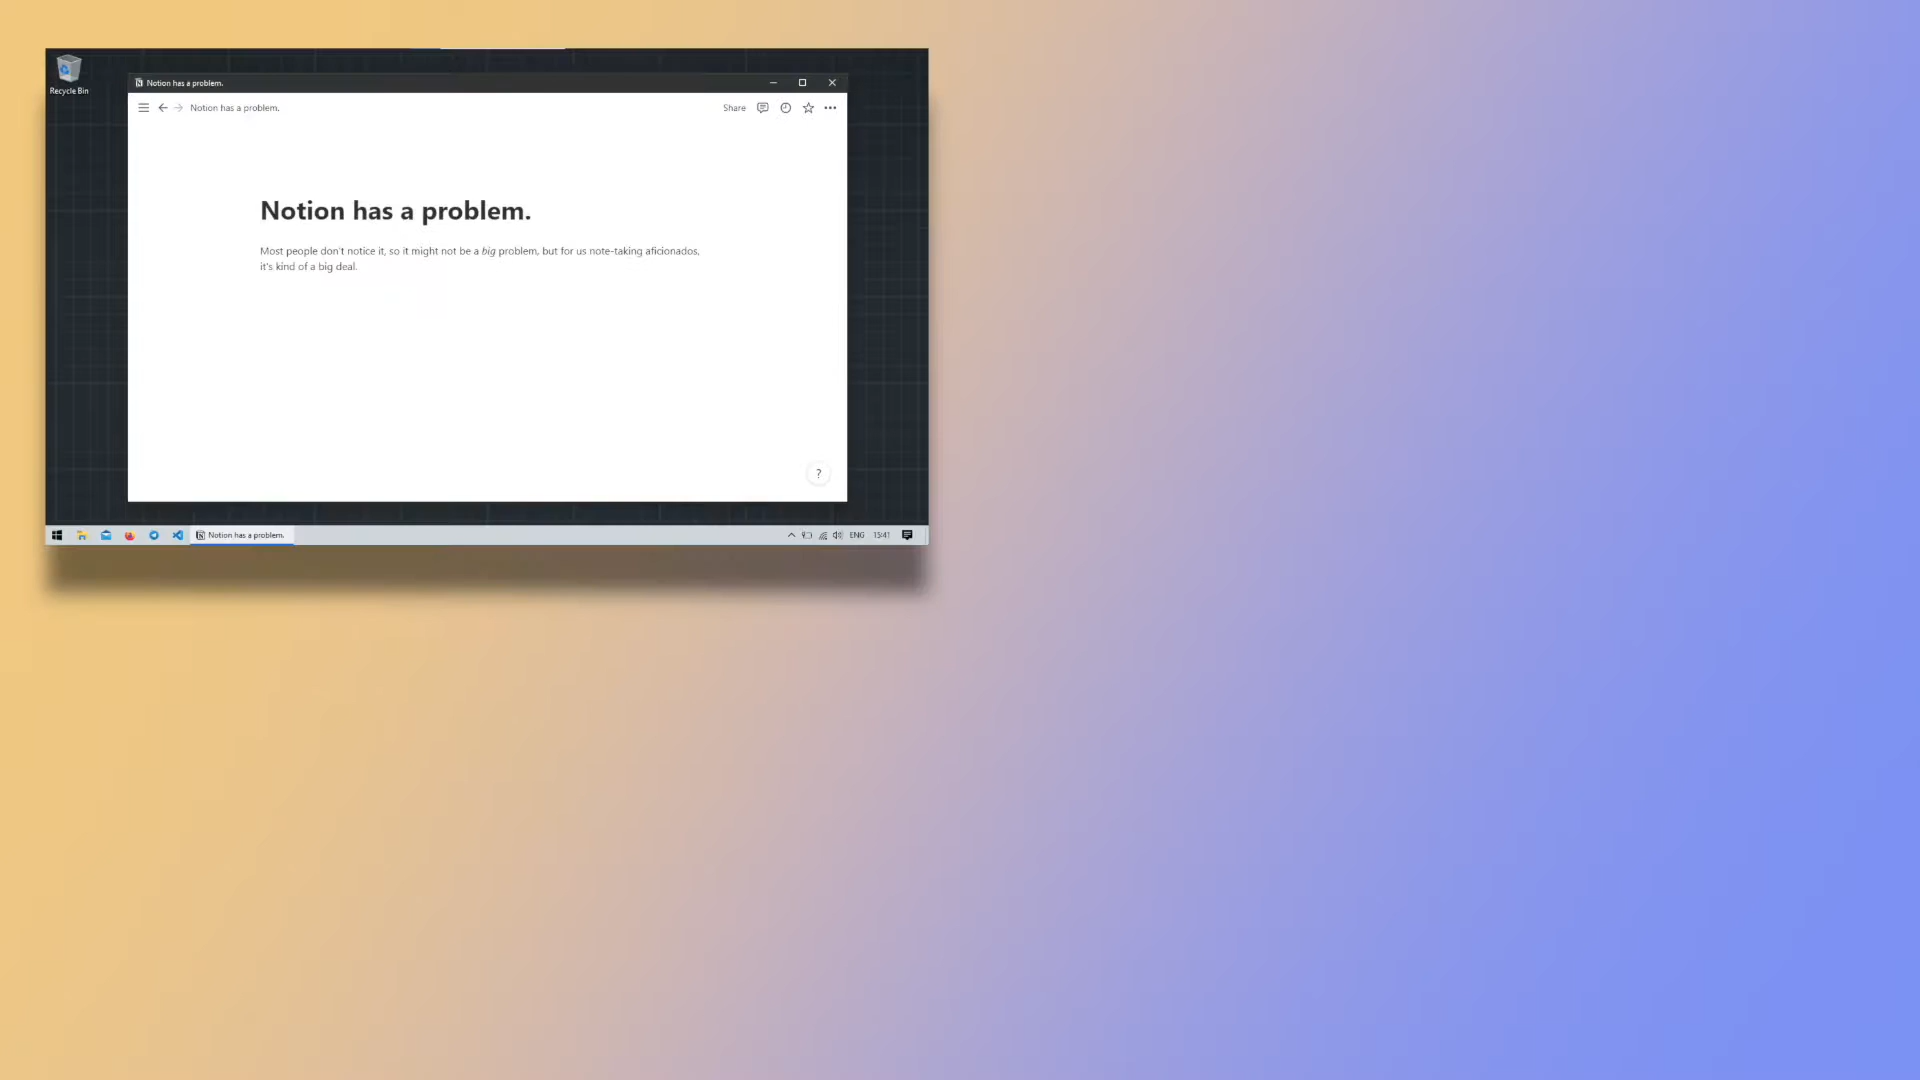 Recycle Bin
Notion has a problem.
Notion has a problem.
Share
Notion has a problem.
Most people don't notice it, so it might not be a big problem, but for us note-taking aficionados,
it's kind of a big deal.
?
Notion has a problem.
ENG
15:41